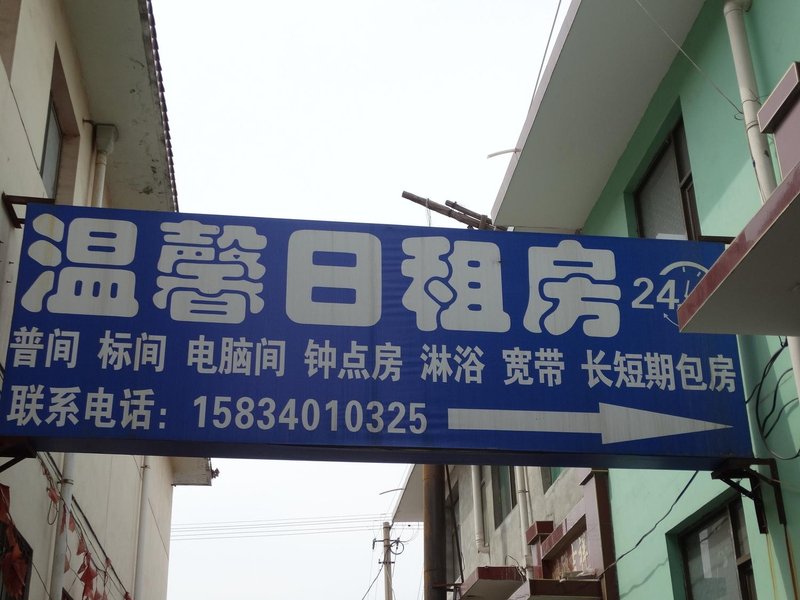 温馨日租房 24
普间 标间 电脑间 钟点房 淋浴 宽带 长短期包房
联系电话：15834010325